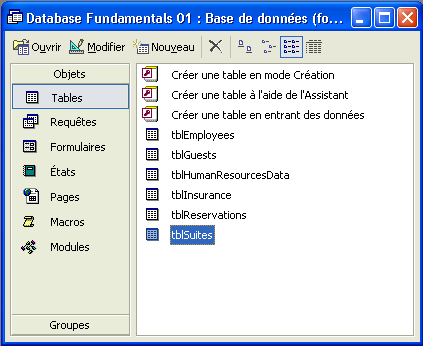 Database Fundamentals 01 : Base de données (fo...
Ouvrir Modifier Nouveau
Objets
Tables
Requêtes
Formulaires
États
Pages
Macros
Modules
Groupes
Créer une table en mode Création
Créer une table à l'aide de l'Assistant
Créer une table en entrant des données
tblEmployees
tblGuests
tblHumanResourcesData
tblInsurance
tblReservations
tblSuites